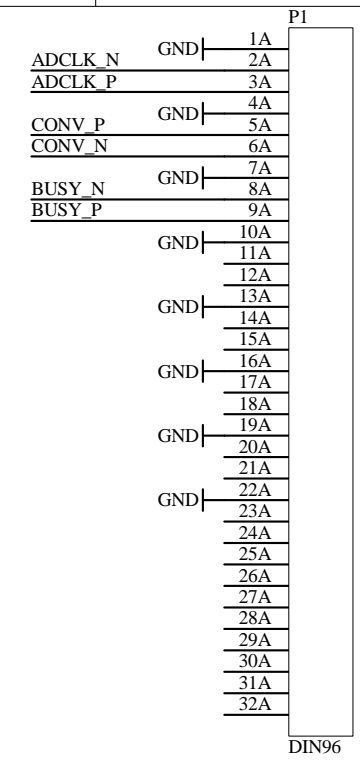 P1
GND 1A
ADCLK_N 2A
ADCLK_P 3A
GND 4A
CONV_P 5A
CONV_N 6A
GND 7A
BUSY_N 8A
BUSY_P 9A
GND 10A
11A
12A
GND 13A
14A
15A
GND 16A
17A
18A
GND 19A
20A
21A
GND 22A
23A
24A
25A
26A
27A
28A
29A
30A
31A
32A
DIN96